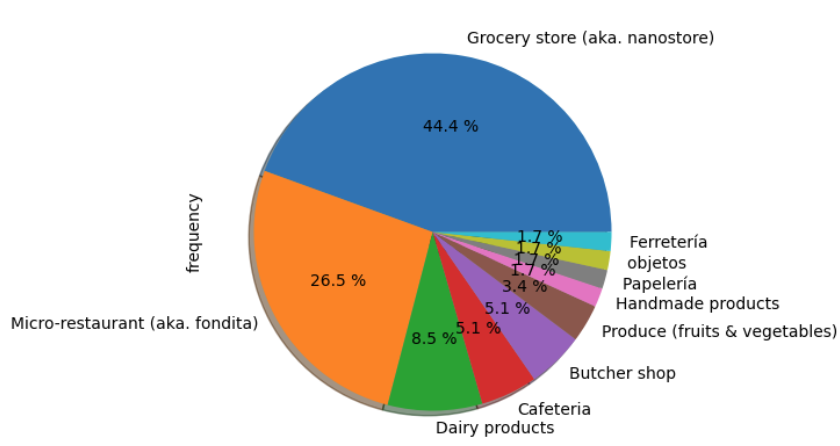 Grocery store (aka. nanostore)
44.4 %
frequency
26.5 %
Micro-restaurant (aka. fondita)
8.5 %
Dairy products
5.1 %
Cafeteria
5.1 %
Butcher shop
3.4 %
Produce (fruits & vegetables)
1.7 %
Handmade products
1.7 %
Papelería
1.7 %
objetos
1.7 %
Ferretería